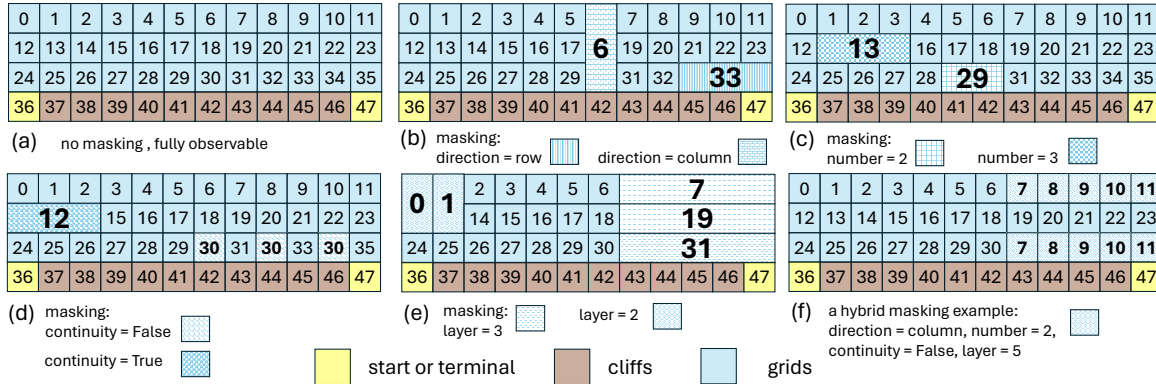 0 1 2 3 4 5 6 7 8 9 10 11
12 13 14 15 16 17 18 19 20 21 22 23
24 25 26 27 28 29 30 31 32 33 34 35
36 37 38 39 40 41 42 43 44 45 46 47
(a) no masking , fully observable
0 1 2 3 4 5 7 8 9 10 11
12 13 14 15 16 17 6 19 20 21 22 23
24 25 26 27 28 29 31 32 33
36 37 38 39 40 41 42 43 44 45 46 47
(b) masking:
direction = row direction = column
0 1 2 3 4 5 6 7 8 9 10 11
12 13 16 17 18 19 20 21 22 23
24 25 26 27 28 29 31 32 33 34 35
36 37 38 39 40 41 42 43 44 45 46 47
(c) masking:
number = 2 number = 3
0 1 2 3 4 5 6 7 8 9 10 11
12 15 16 17 18 19 20 21 22 23
24 25 26 27 28 29 30 31 30 33 30 35
36 37 38 39 40 41 42 43 44 45 46 47
(d) masking:
continuity = False
continuity = True
0 1 2 3 4 5 6 7
14 15 16 17 18 19
24 25 26 27 28 29 30 31
36 37 38 39 40 41 42 43 44 45 46 47
(e) masking:
layer = 3 layer = 2
0 1 2 3 4 5 6 7 8 9 10 11
12 13 14 15 16 17 18 19 20 21 22 23
24 25 26 27 28 29 30 7 8 9 10 11
36 37 38 39 40 41 42 43 44 45 46 47
(f) a hybrid masking example:
direction = column, number = 2,
continuity = False, layer = 5
start or terminal cliffs grids